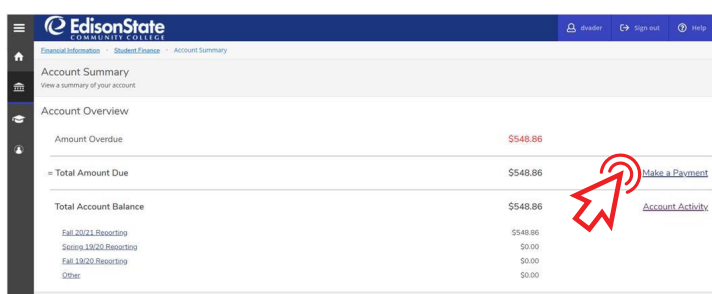 EdisonState
COMMUNITY COLLEGE
dvader Sign out Help
Financial Information · Student Finance · Account Summary
Account Summary
View a summary of your account
Account Overview
Amount Overdue $548.86
= Total Amount Due $548.86 Make a Payment
Total Account Balance $548.86 Account Activity
Fall 20/21 Reporting $548.86
Spring 19/20 Reporting $0.00
Fall 19/20 Reporting $0.00
Other $0.00